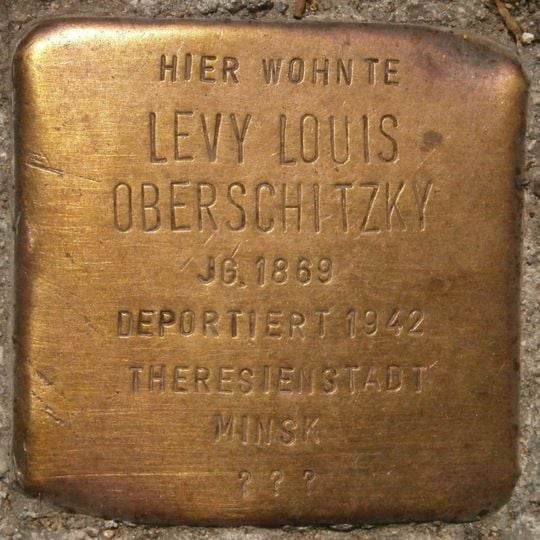 HIER WOHNTE
LEVY LOUIS
OBERSCHITZKY
JG. 1869
DEPORTIERT 1942
THERESIENSTADT
MINSK
? ? ?